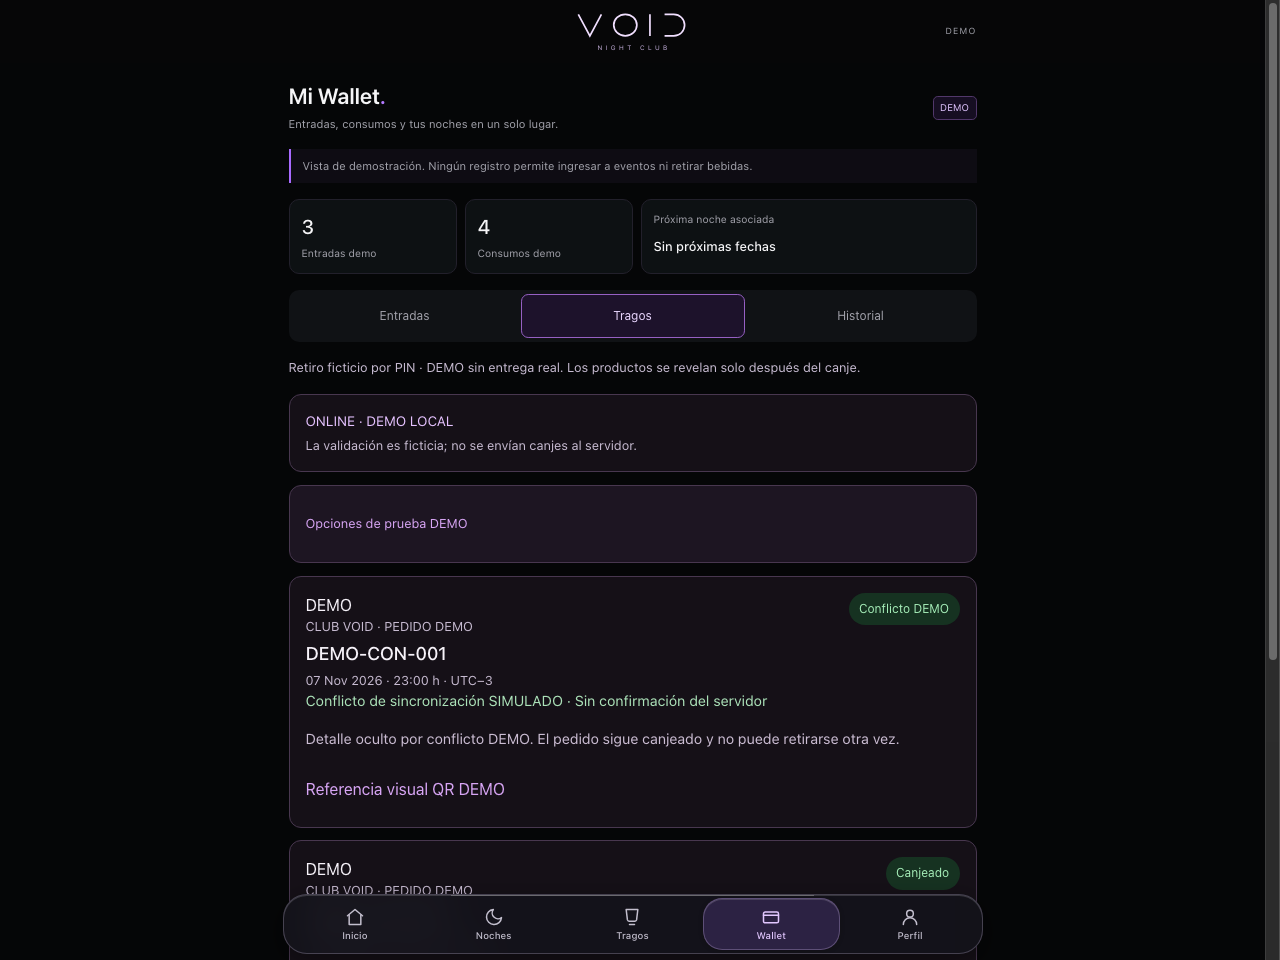 VOID
NIGHT CLUB
DEMO
Mi Wallet.
DEMO
Entradas, consumos y tus noches en un solo lugar.
Vista de demostración. Ningún registro permite ingresar a eventos ni retirar bebidas.
3
Entradas demo
4
Consumos demo
Próxima noche asociada
Sin próximas fechas
Entradas
Tragos
Historial
Retiro ficticio por PIN · DEMO sin entrega real. Los productos se revelan solo después del canje.
ONLINE · DEMO LOCAL
La validación es ficticia; no se envían canjes al servidor.
Opciones de prueba DEMO
DEMO
Conflicto DEMO
CLUB VOID · PEDIDO DEMO
DEMO-CON-001
07 Nov 2026 · 23:00 h · UTC−3
Conflicto de sincronización SIMULADO · Sin confirmación del servidor
Detalle oculto por conflicto DEMO. El pedido sigue canjeado y no puede retirarse otra vez.
Referencia visual QR DEMO
DEMO
Canjeado
CLUB VOID · PEDIDO DEMO
Inicio
Noches
Tragos
Wallet
Perfil